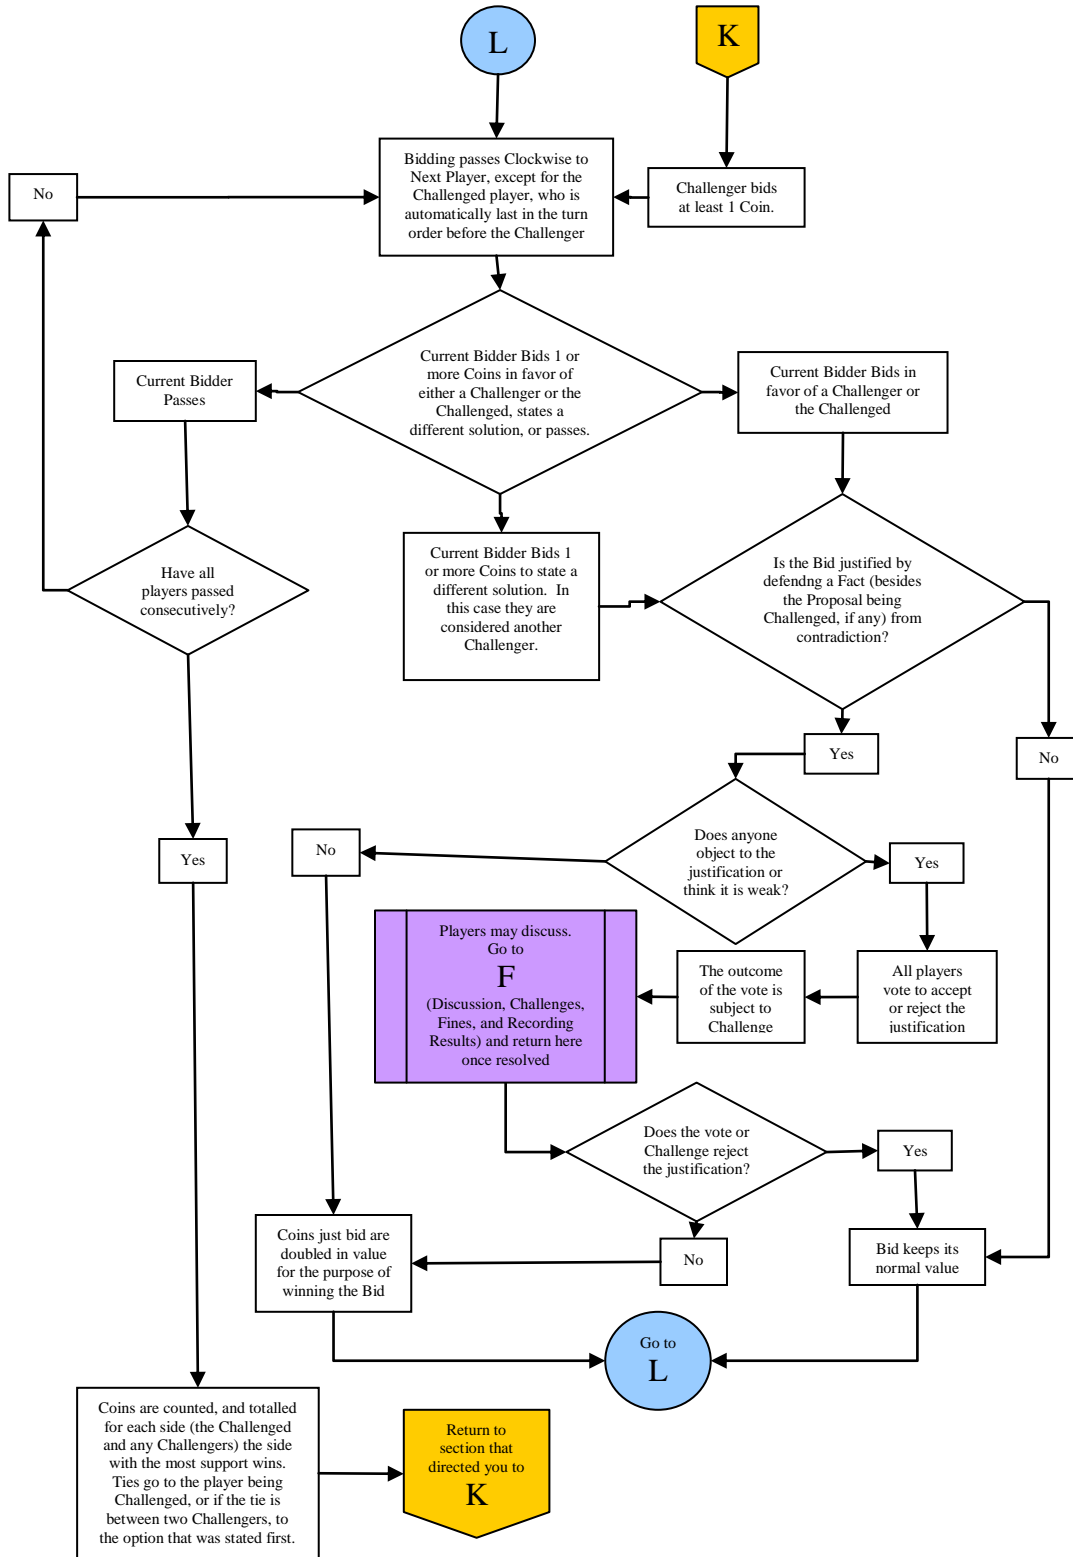 L
K
Bidding passes Clockwise to
Next Player, except for the
Challenged player, who is
automatically last in the turn
order before the Challenger
No
Challenger bids
at least 1 Coin.
Current Bidder Bids 1 or
more Coins in favor of
either a Challenger or the
Challenged, states a
different solution, or passes.
Current Bidder
Passes
Current Bidder Bids in
favor of a Challenger or
the Challenged
Have all
players passed
consecutively?
Current Bidder Bids 1
or more Coins to state a
different solution. In
this case they are
considered another
Challenger.
Is the Bid justified by
defendng a Fact (besides
the Proposal being
Challenged, if any) from
contradiction?
Yes
No
Yes
No
Does anyone
object to the
justification or
think it is weak?
Yes
Players may discuss.
Go to
F
(Discussion, Challenges,
Fines, and Recording
Results) and return here
once resolved
The outcome
of the vote is
subject to
Challenge
All players
vote to accept
or reject the
justification
Does the vote or
Challenge reject
the justification?
Yes
Coins just bid are
doubled in value
for the purpose of
winning the Bid
No
Bid keeps its
normal value
Go to
L
Coins are counted, and totalled
for each side (the Challenged
and any Challengers) the side
with the most support wins.
Ties go to the player being
Challenged, or if the tie is
between two Challengers, to
the option that was stated first.
Return to
section that
directed you to
K